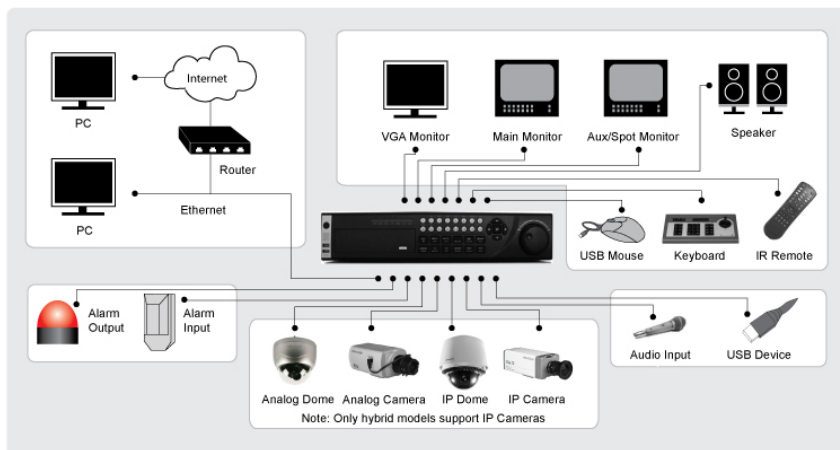 Internet
PC
Router
PC
Ethernet
VGA Monitor
Main Monitor
Aux/Spot Monitor
Speaker
USB Mouse
Keyboard
IR Remote
Alarm
Output
Alarm
Input
Analog Dome
Analog Camera
IP Dome
IP Camera
Note: Only hybrid models support IP Cameras
Audio Input
USB Device